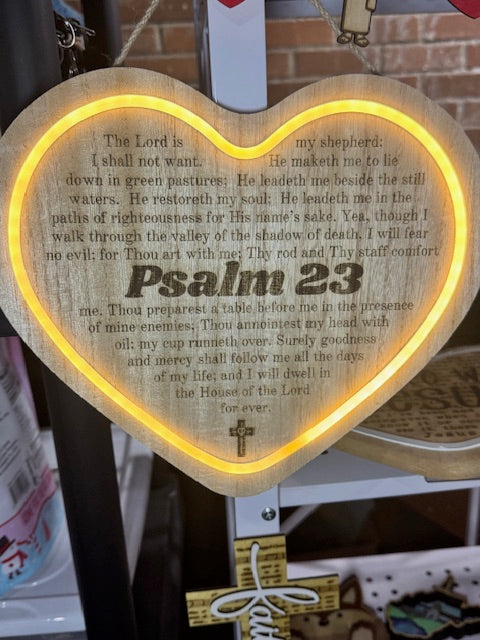 The Lord is my shepherd:
I shall not want. He maketh me to lie
down in green pastures: He leadeth me beside the still
waters. He restoreth my soul: He leadeth me in the
paths of righteousness for His name's sake. Yea, though I
walk through the valley of the shadow of death, I will fear
no evil: for Thou art with me; Thy rod and Thy staff comfort
Psalm 23
me. Thou preparest a table before me in the presence
of mine enemies; Thou annointest my head with
oil; my cup runneth over. Surely goodness
and mercy shall follow me all the days
of my life; and I will dwell in
the House of the Lord
for ever.